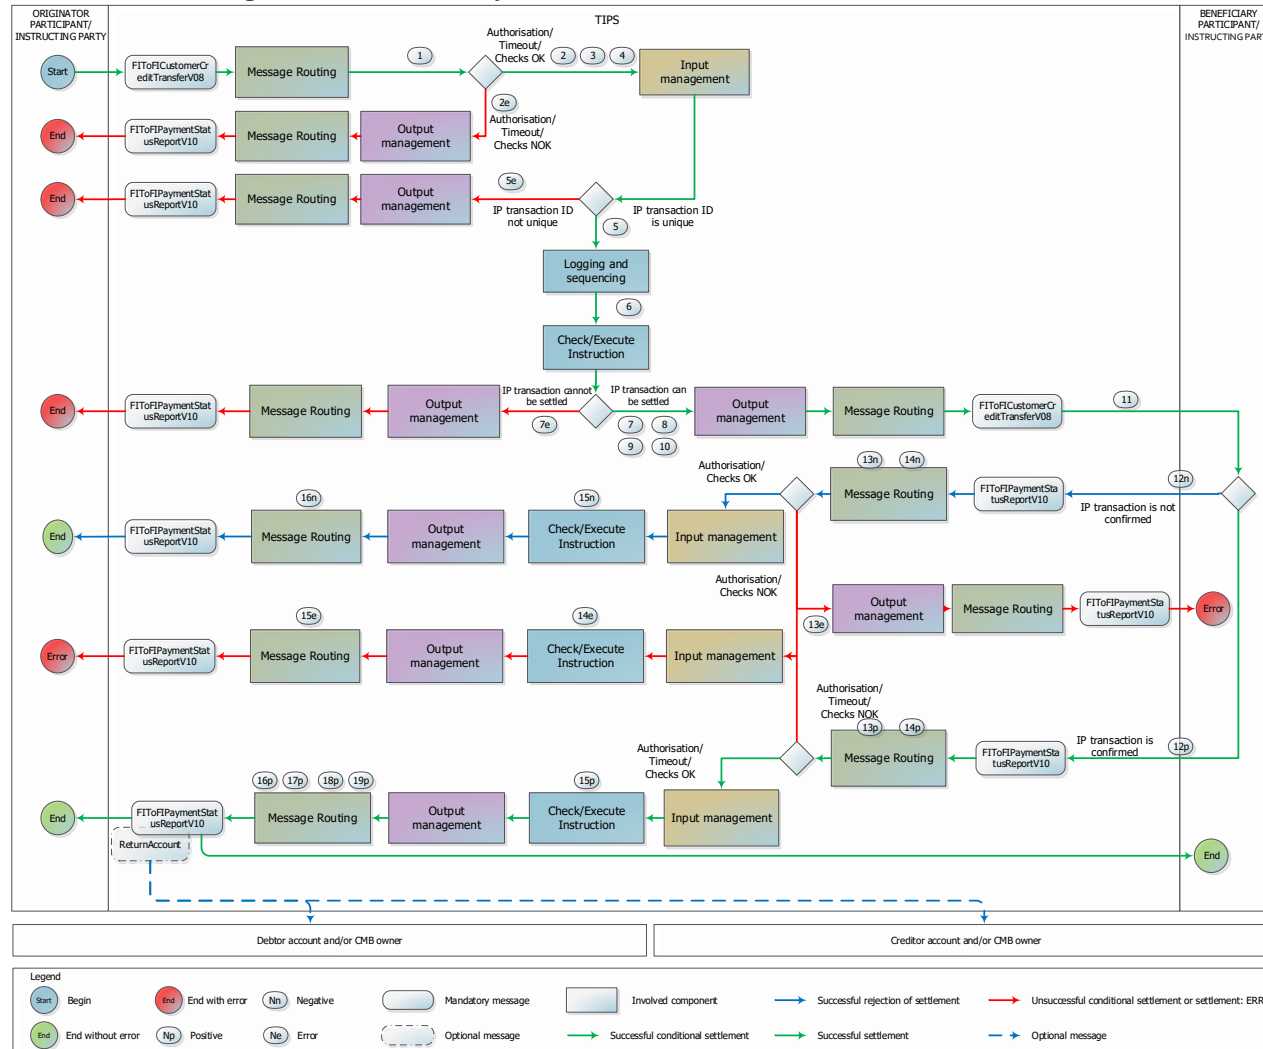 ORIGINATOR
PARTICIPANT/
INSTRUCTING PARTY
TIPS
BENEFICIARY
PARTICIPANT/
INSTRUCTING PART
Start
FIToFICustomerCr
editTransferV08
Message Routing
1
Authorisation/
Timeout/
Checks OK
2
3
4
Input
management
End
FIToFIPaymentStat
usReportV10
Message Routing
Output
management
2e
Authorisation/
Timeout/
Checks NOK
End
FIToFIPaymentStat
usReportV10
Message Routing
Output
management
5e
IP transaction ID
not unique
IP transaction ID
is unique
5
Logging and
sequencing
6
Check/Execute
Instruction
End
FIToFIPaymentStat
usReportV10
Message Routing
Output
management
IP transaction cannot
be settled
7e
IP transaction can
be settled
7
8
9
10
Output
management
Message Routing
FIToFICustomerCr
editTransferV08
11
Authorisation/
Checks OK
13n
14n
Message Routing
FIToFIPaymentSta
tusReportV10
12n
IP transaction is not
confirmed
End
FIToFIPaymentStat
usReportV10
16n
Message Routing
Output
management
15n
Check/Execute
Instruction
Input management
Authorisation/
Checks NOK
13e
Output
management
Message Routing
FIToFIPaymentSta
tusReportV10
Error
Error
FIToFIPaymentStat
usReportV10
15e
Message Routing
Output
management
14e
Check/Execute
Instruction
Input management
Authorisation/
Timeout/
Checks NOK
13p
14p
Message Routing
FIToFIPaymentSta
tusReportV10
IP transaction is
confirmed
12p
Authorisation/
Timeout/
Checks OK
End
FIToFIPaymentStat
usReportV10
ReturnAccount
16p
17p
18p
19p
Message Routing
Output
management
15p
Check/Execute
Instruction
Input management
End
Debtor account and/or CMB owner
Creditor account and/or CMB owner
Legend
Start
Begin
End
End with error
Nn
Negative
Mandatory message
Involved component
Successful rejection of settlement
Unsuccessful conditional settlement or settlement: ERR
End
End without error
Np
Positive
Ne
Error
Optional message
Successful conditional settlement
Successful settlement
Optional message